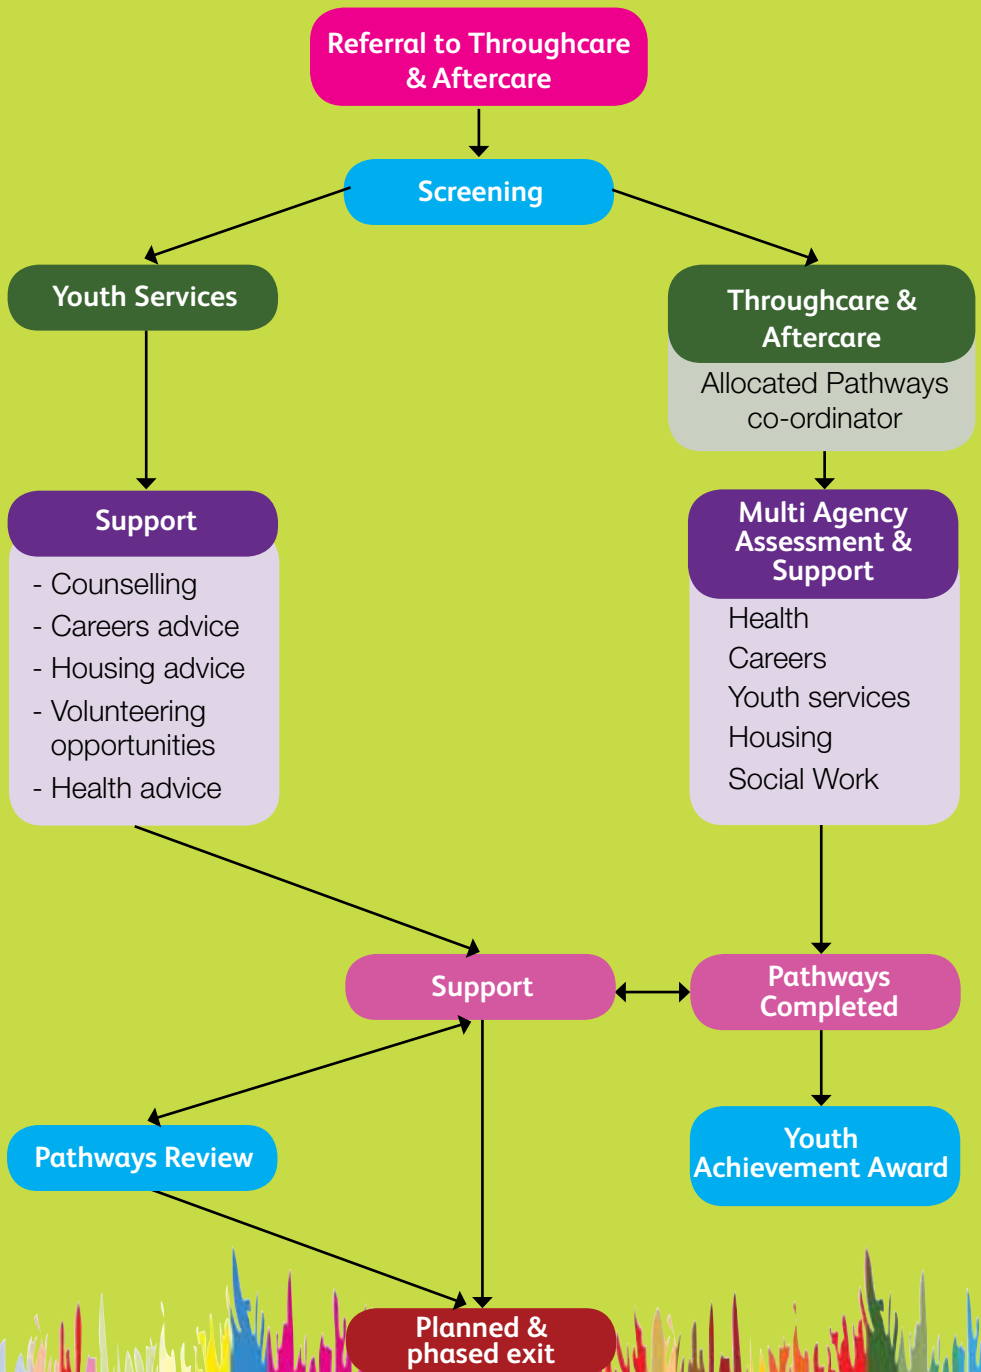 Referral to Throughcare
& Aftercare
Screening
Youth Services
Throughcare &
Aftercare
Allocated Pathways
co-ordinator
Support
- Counselling
- Careers advice
- Housing advice
- Volunteering
opportunities
- Health advice
Multi Agency
Assessment &
Support
Health
Careers
Youth services
Housing
Social Work
Support
Pathways
Completed
Pathways Review
Youth
Achievement Award
Planned &
phased exit